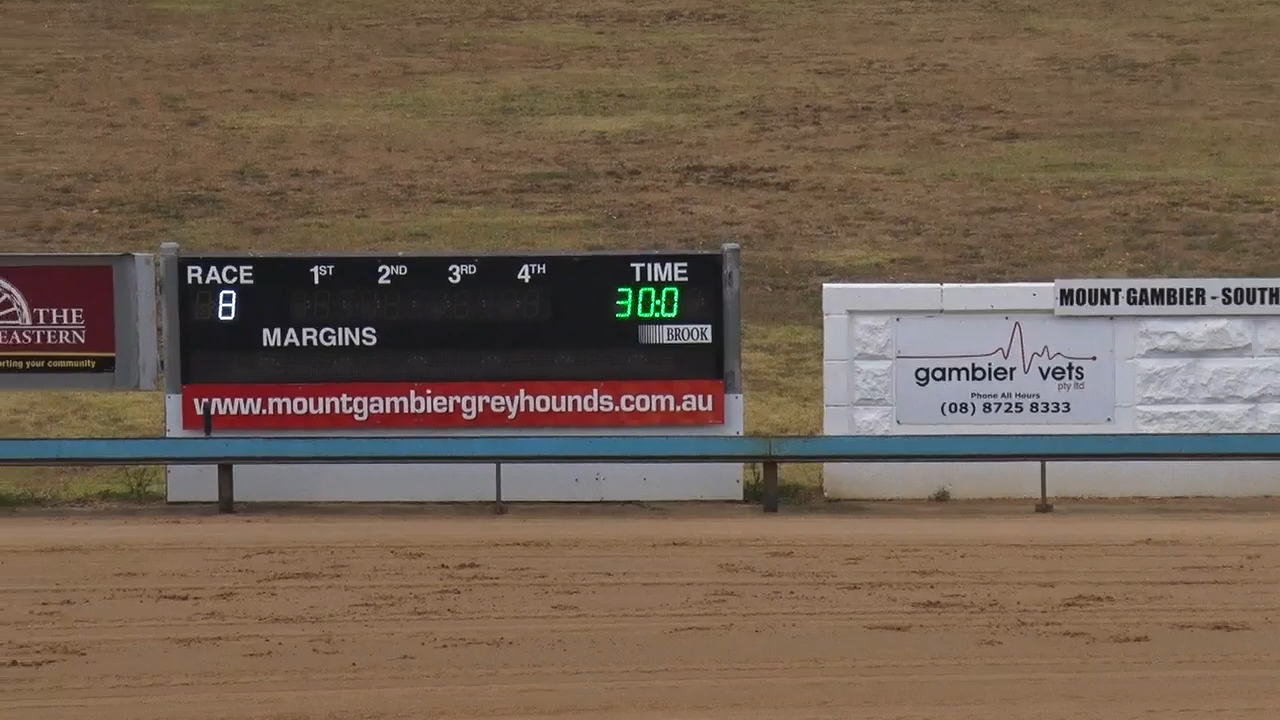 THE
EASTERN
orting your community
RACE 1ST 2ND 3RD 4TH TIME
8 30:0
MARGINS BROOK
www.mountgambiergreyhounds.com.au
MOUNT GAMBIER - SOUTH
gambier vets
pty ltd
Phone All Hours
(08) 8725 8333